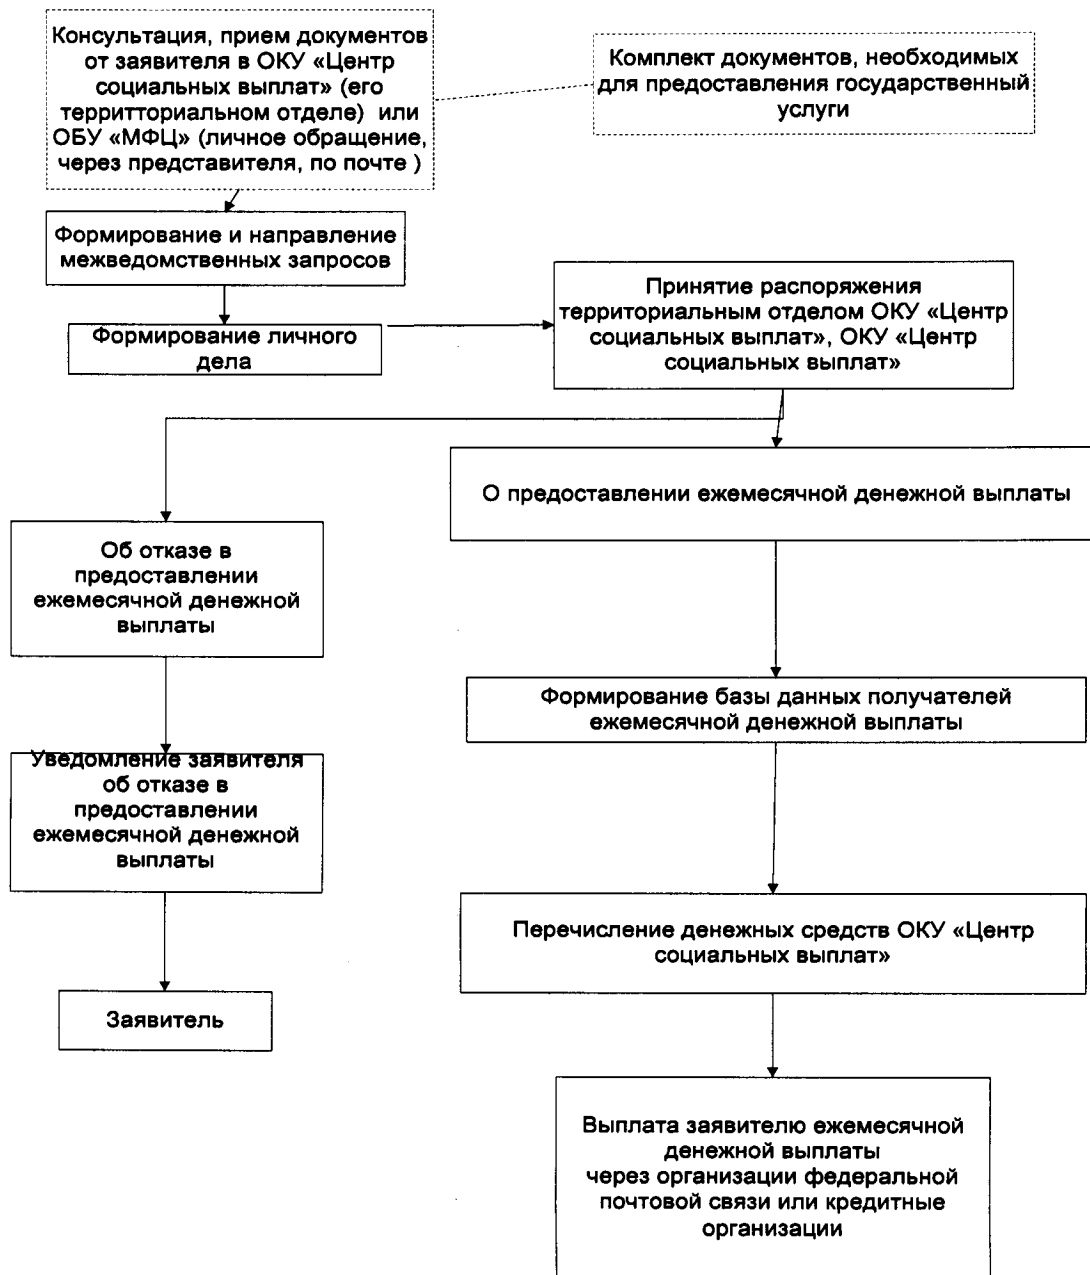 Консультация, прием документов
от заявителя в ОКУ «Центр
социальных выплат» (его
территториальном отделе) или
ОБУ «МФЦ» (личное обращение,
через представителя, по почте )
Комплект документов, необходимых
для предоставления государственный
услуги
Формирование и направление
межведомственных запросов
Формирование личного
дела
Принятие распоряжения
территориальным отделом ОКУ «Центр
социальных выплат», ОКУ «Центр
социальных выплат»
О предоставлении ежемесячной денежной выплаты
Об отказе в
предоставлении
ежемесячной денежной
выплаты
Формирование базы данных получателей
ежемесячной денежной выплаты
Уведомление заявителя
об отказе в
предоставлении
ежемесячной денежной
выплаты
Перечисление денежных средств ОКУ «Центр
социальных выплат»
Заявитель
Выплата заявителю ежемесячной
денежной выплаты
через организации федеральной
почтовой связи или кредитные
организации